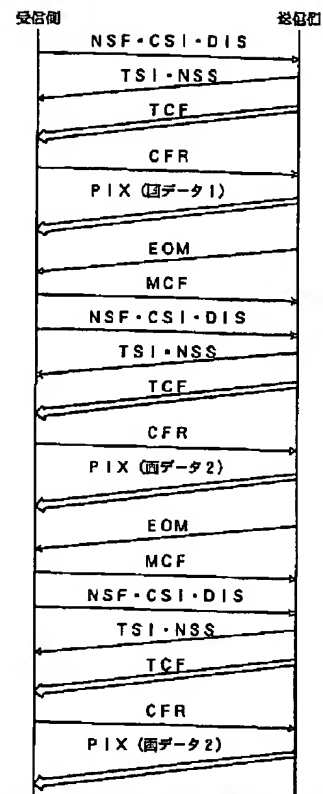 受信側 送信側
NSF・CSI・DIS
TSI・NSS
TCF
CFR
PIX (画データ1)
EOM
MCF
NSF・CSI・DIS
TSI・NSS
TCF
CFR
PIX (画データ2)
EOM
MCF
NSF・CSI・DIS
TSI・NSS
TCF
CFR
PIX (画データ2)